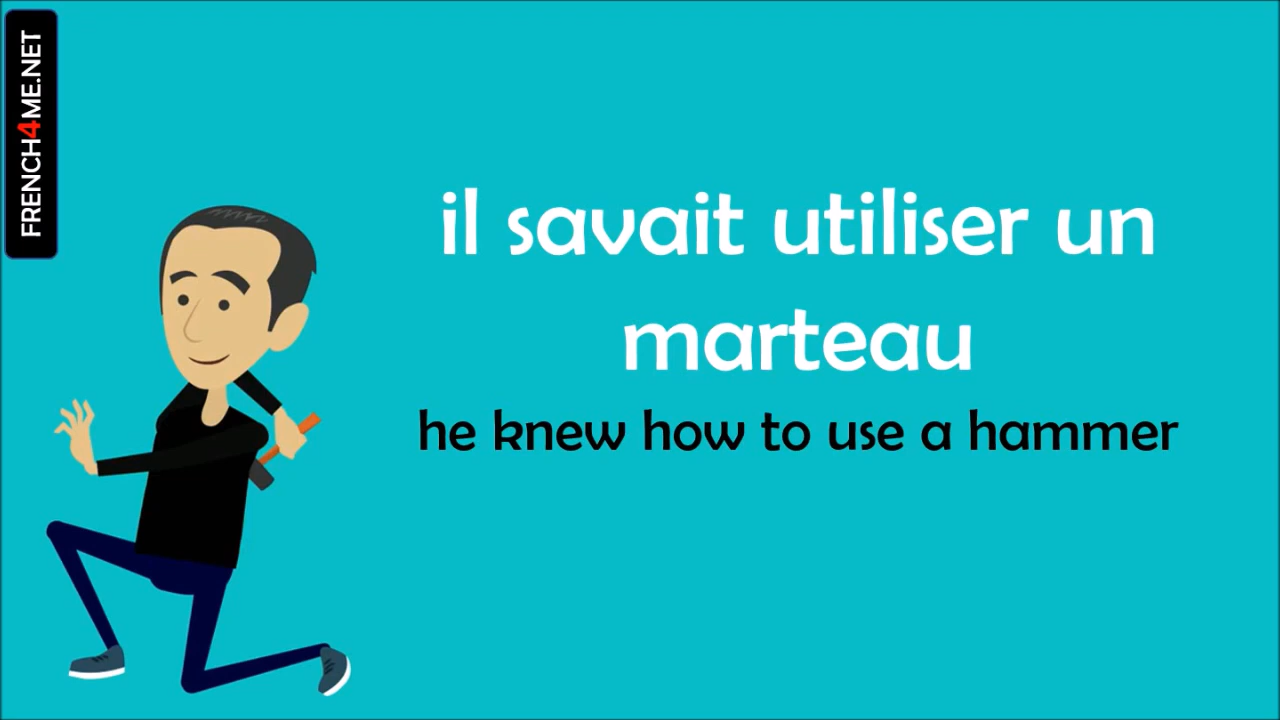 FRENCH4ME.NET
il savait utiliser un
marteau
he knew how to use a hammer